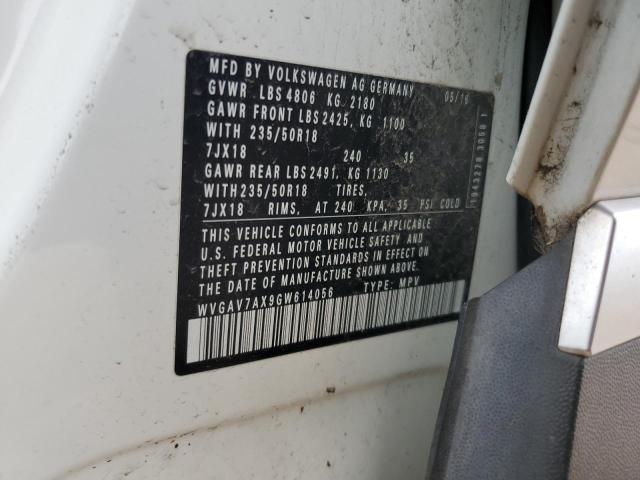 MFD BY VOLKSWAGEN AG GERMANY 05/16
GVWR LBS 4806 KG 2180
GAWR FRONT LBS 2425, KG 1100
WITH 235/50R18
7JX18 240 35
GAWR REAR LBS 2491, KG 1130
WITH 235/50R18 TIRES,
7JX18 RIMS, AT 240 KPA, 35 PSI COLD
THIS VEHICLE CONFORMS TO ALL APPLICABLE
U.S. FEDERAL MOTOR VEHICLE SAFETY AND
THEFT PREVENTION STANDARDS IN EFFECT ON
THE DATE OF MANUFACTURE SHOWN ABOVE.
WVGAV7AX9GW614056 TYPE: MPV
1943278 3058 1